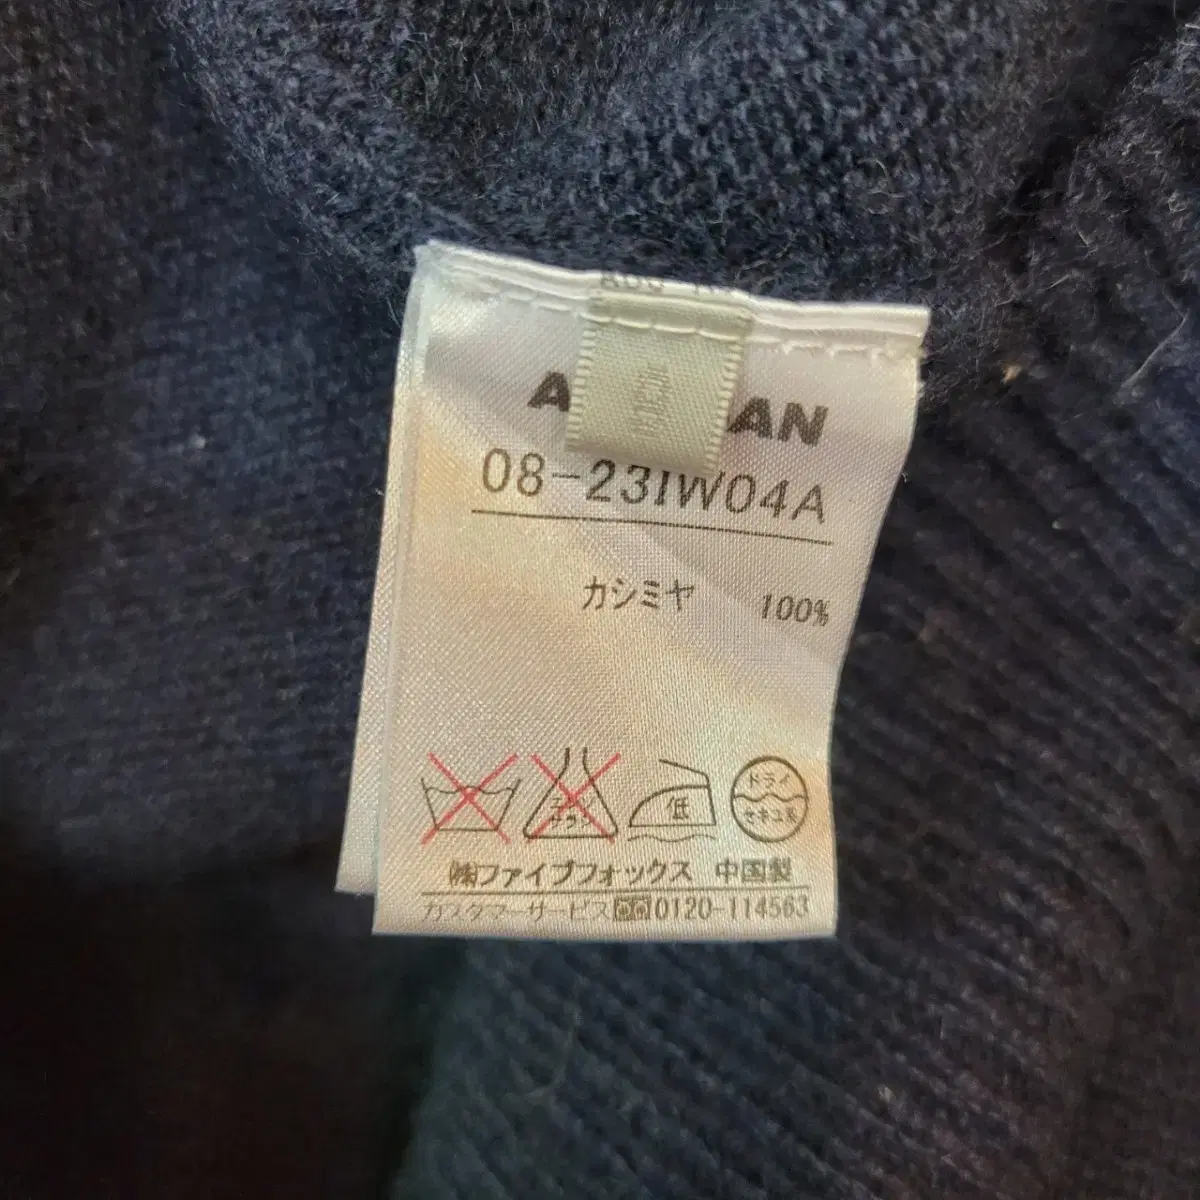 08-23IW04A
カシミヤ 100%
低
ドライ
セキユ系
㈱ファイブフォックス 中国製
カスタマーサービス 0120-114563